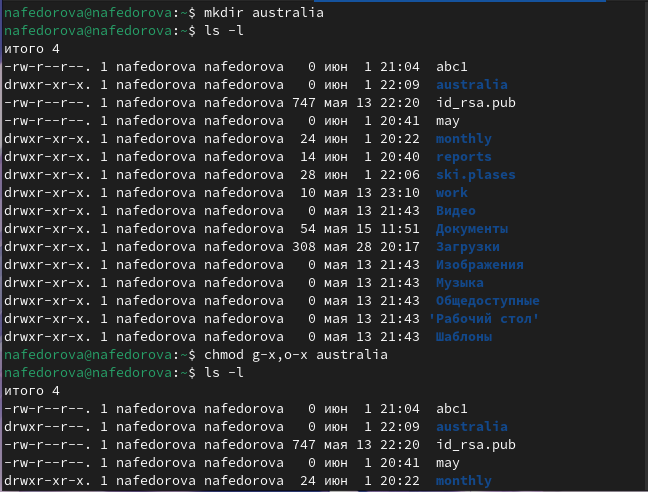 nafedorova@nafedorova:~$ mkdir australia
nafedorova@nafedorova:~$ ls -l
итого 4
-rw-r--r--. 1 nafedorova nafedorova   0 июн  1 21:04  abc1
drwxr-xr-x. 1 nafedorova nafedorova   0 июн  1 22:09  australia
-rw-r--r--. 1 nafedorova nafedorova 747 мая 13 22:20  id_rsa.pub
-rw-r--r--. 1 nafedorova nafedorova   0 июн  1 20:41  may
drwxr-xr-x. 1 nafedorova nafedorova  24 июн  1 20:22  monthly
drwxr-xr-x. 1 nafedorova nafedorova  14 июн  1 20:40  reports
drwxr-xr-x. 1 nafedorova nafedorova  28 июн  1 22:06  ski.plases
drwxr-xr-x. 1 nafedorova nafedorova  10 мая 13 23:10  work
drwxr-xr-x. 1 nafedorova nafedorova   0 мая 13 21:43  Видео
drwxr-xr-x. 1 nafedorova nafedorova  54 мая 15 11:51  Документы
drwxr-xr-x. 1 nafedorova nafedorova 308 мая 28 20:17  Загрузки
drwxr-xr-x. 1 nafedorova nafedorova   0 мая 13 21:43  Изображения
drwxr-xr-x. 1 nafedorova nafedorova   0 мая 13 21:43  Музыка
drwxr-xr-x. 1 nafedorova nafedorova   0 мая 13 21:43  Общедоступные
drwxr-xr-x. 1 nafedorova nafedorova   0 мая 13 21:43 'Рабочий стол'
drwxr-xr-x. 1 nafedorova nafedorova   0 мая 13 21:43  Шаблоны
nafedorova@nafedorova:~$ chmod g-x,o-x australia
nafedorova@nafedorova:~$ ls -l
итого 4
-rw-r--r--. 1 nafedorova nafedorova   0 июн  1 21:04  abc1
drwxr--r--. 1 nafedorova nafedorova   0 июн  1 22:09  australia
-rw-r--r--. 1 nafedorova nafedorova 747 мая 13 22:20  id_rsa.pub
-rw-r--r--. 1 nafedorova nafedorova   0 июн  1 20:41  may
drwxr-xr-x. 1 nafedorova nafedorova  24 июн  1 20:22  monthly